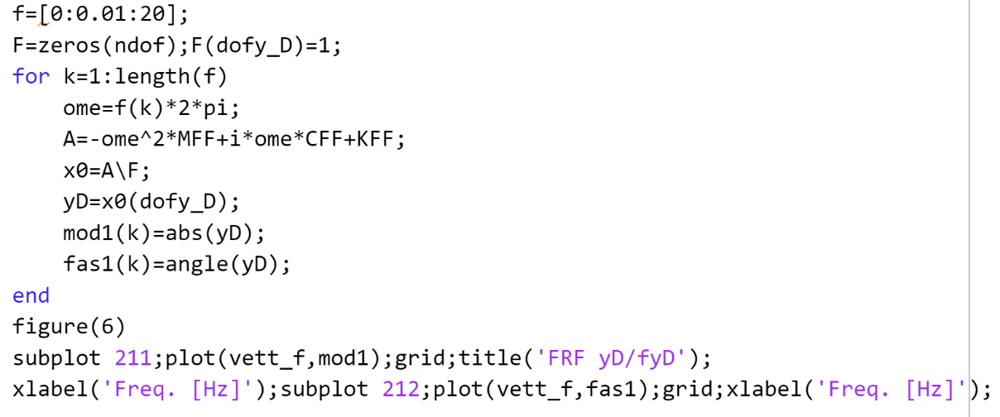 f=[0:0.01:20];
F=zeros(ndof);F(dofy_D)=1;
for k=1:length(f)
    ome=f(k)*2*pi;
    A=-ome^2*MFF+i*ome*CFF+KFF;
    x0=A\F;
    yD=x0(dofy_D);
    mod1(k)=abs(yD);
    fas1(k)=angle(yD);
end
figure(6)
subplot 211;plot(vett_f,mod1);grid;title('FRF yD/fyD');
xlabel('Freq. [Hz]');subplot 212;plot(vett_f,fas1);grid;xlabel('Freq. [Hz]');